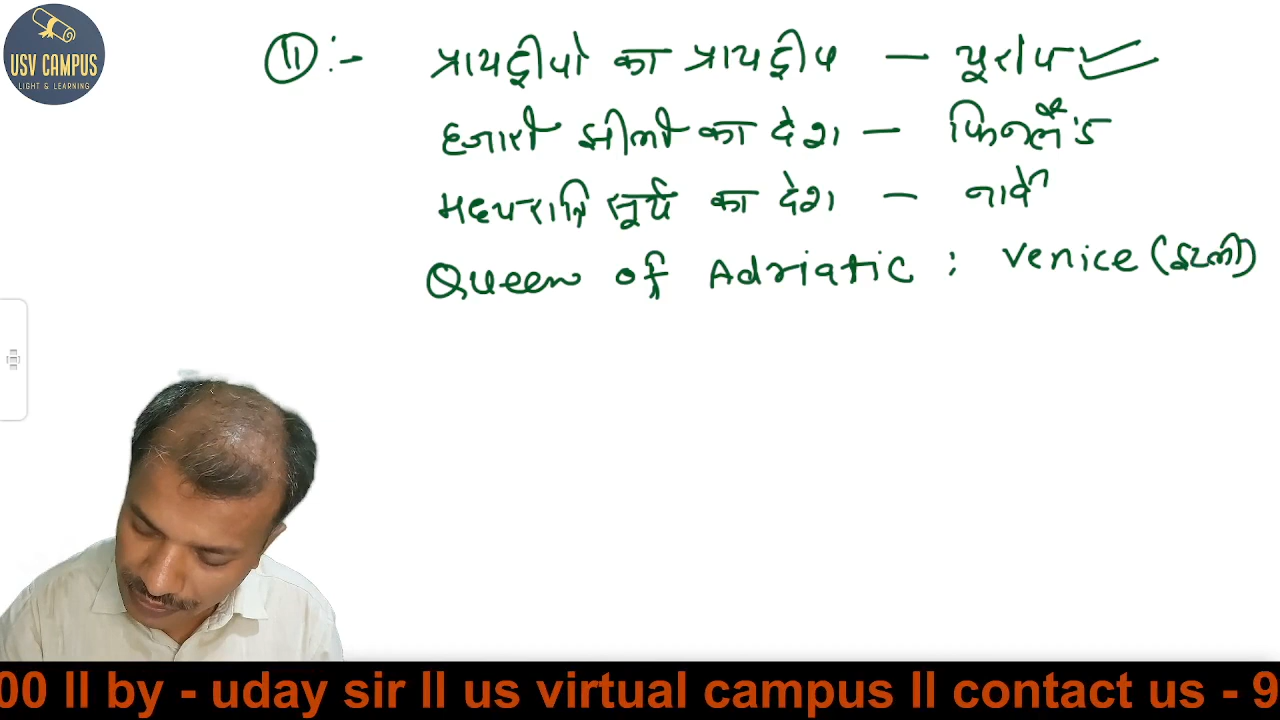 USV CAMPUS
LIGHT & LEARNING
11 :- प्रायद्वीपो का प्रायद्वीप — यूरोप
हजारो झीलो का देश — फिनलैंड
मध्यरात्रि सूर्य का देश — नार्वे
Queen of Adriatic : Venice (इटली)
00 ll by - uday sir ll us virtual campus ll contact us - 9